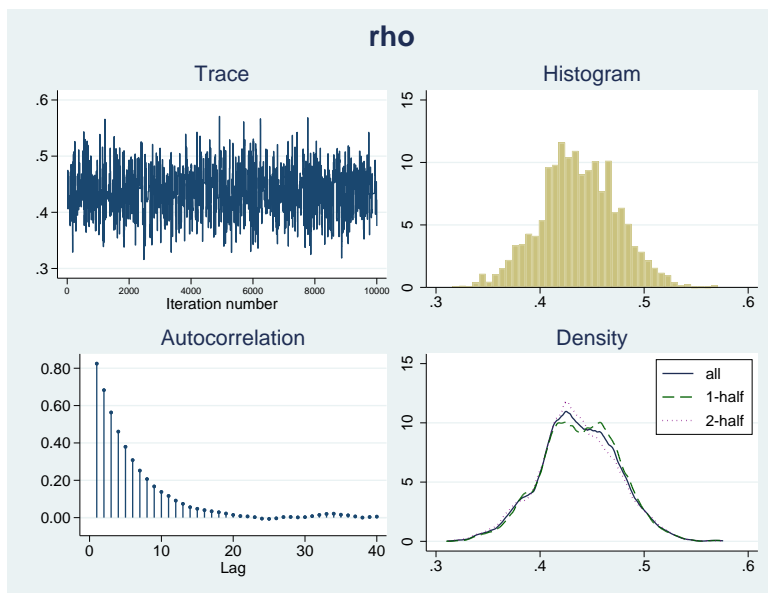 rho
Trace
.6
.5
.4
.3
0 2000 4000 6000 8000 10000
Iteration number
Histogram
15
10
5
0
.3 .4 .5 .6
Autocorrelation
0.80
0.60
0.40
0.20
0.00
0 10 20 30 40
Lag
Density
15
10
5
0
all
1-half
2-half
.3 .4 .5 .6